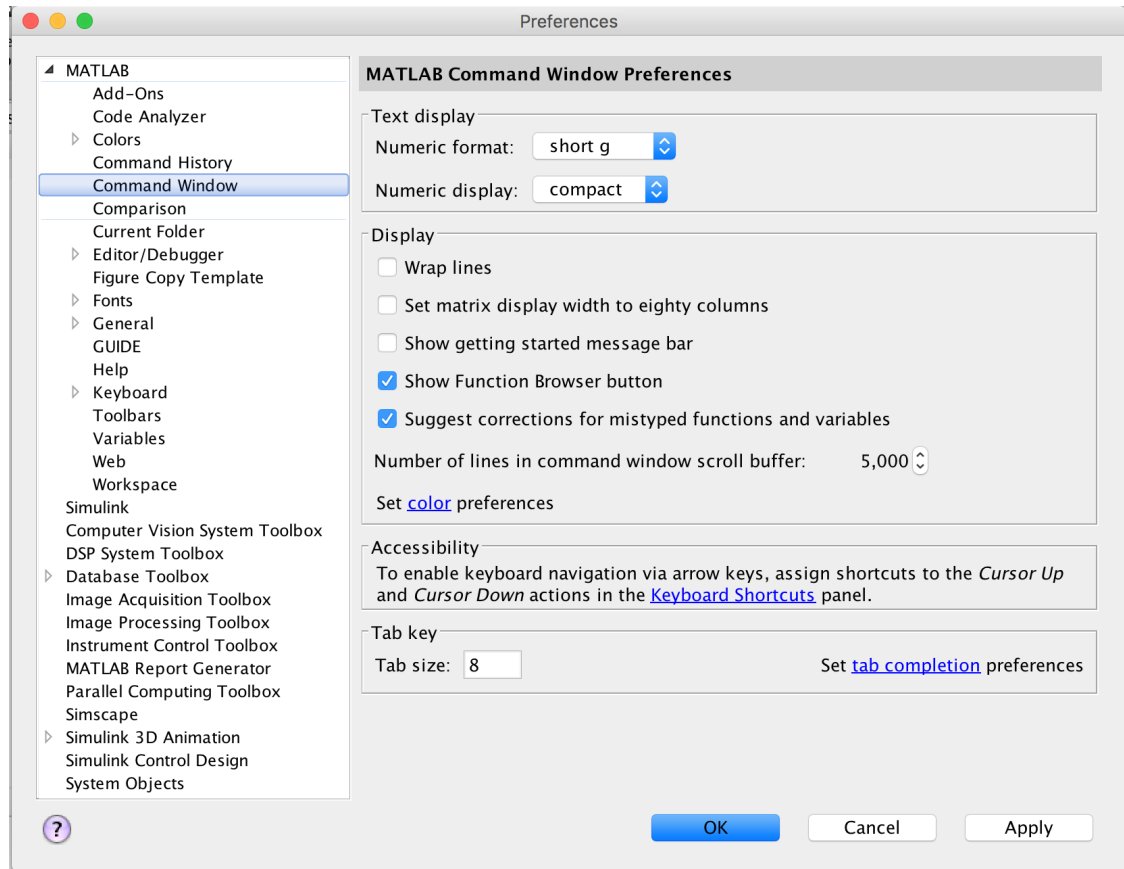 Preferences
MATLAB
Add-Ons
Code Analyzer
Colors
Command History
Command Window
Comparison
Current Folder
Editor/Debugger
Figure Copy Template
Fonts
General
GUIDE
Help
Keyboard
Toolbars
Variables
Web
Workspace
Simulink
Computer Vision System Toolbox
DSP System Toolbox
Database Toolbox
Image Acquisition Toolbox
Image Processing Toolbox
Instrument Control Toolbox
MATLAB Report Generator
Parallel Computing Toolbox
Simscape
Simulink 3D Animation
Simulink Control Design
System Objects
MATLAB Command Window Preferences
Text display
Numeric format: short g
Numeric display: compact
Display
Wrap lines
Set matrix display width to eighty columns
Show getting started message bar
Show Function Browser button
Suggest corrections for mistyped functions and variables
Number of lines in command window scroll buffer: 5,000
Set color preferences
Accessibility
To enable keyboard navigation via arrow keys, assign shortcuts to the Cursor Up
and Cursor Down actions in the Keyboard Shortcuts panel.
Tab key
Tab size: 8 Set tab completion preferences
? OK Cancel Apply